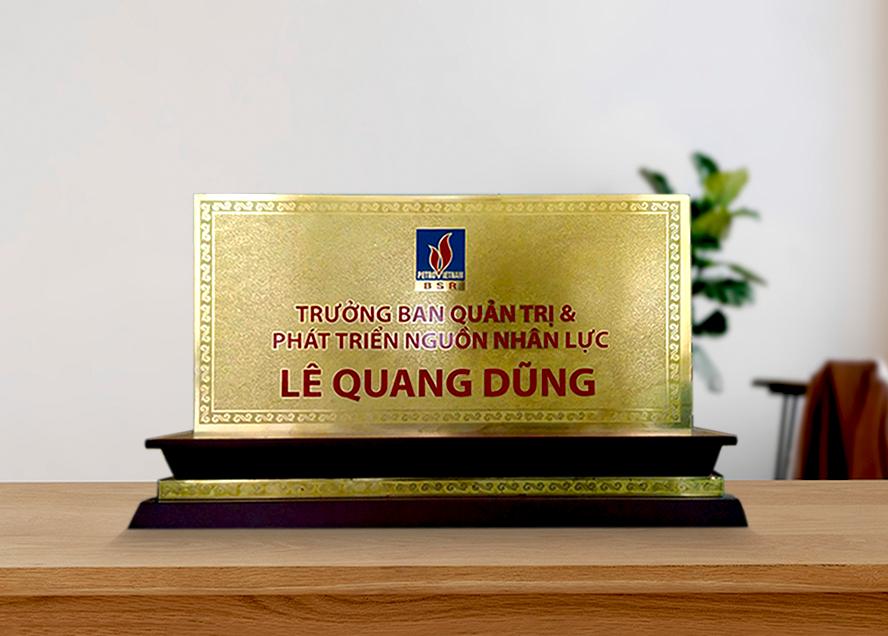 PETROVIETNAM
BSR
TRƯỞNG BAN QUẢN TRỊ &
PHÁT TRIỂN NGUỒN NHÂN LỰC
LÊ QUANG DŨNG